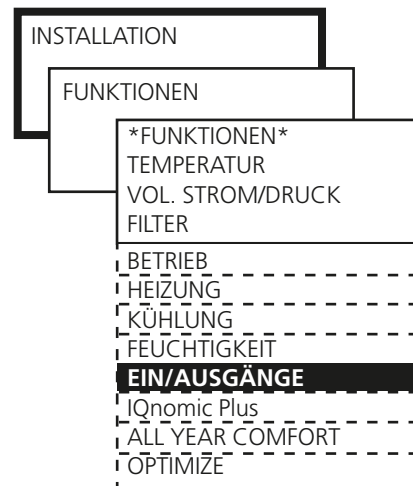 INSTALLATION
FUNKTIONEN
*FUNKTIONEN*
TEMPERATUR
VOL. STROM/DRUCK
FILTER
BETRIEB
HEIZUNG
KÜHLUNG
FEUCHTIGKEIT
EIN/AUSGÄNGE
IQnomic Plus
ALL YEAR COMFORT
OPTIMIZE